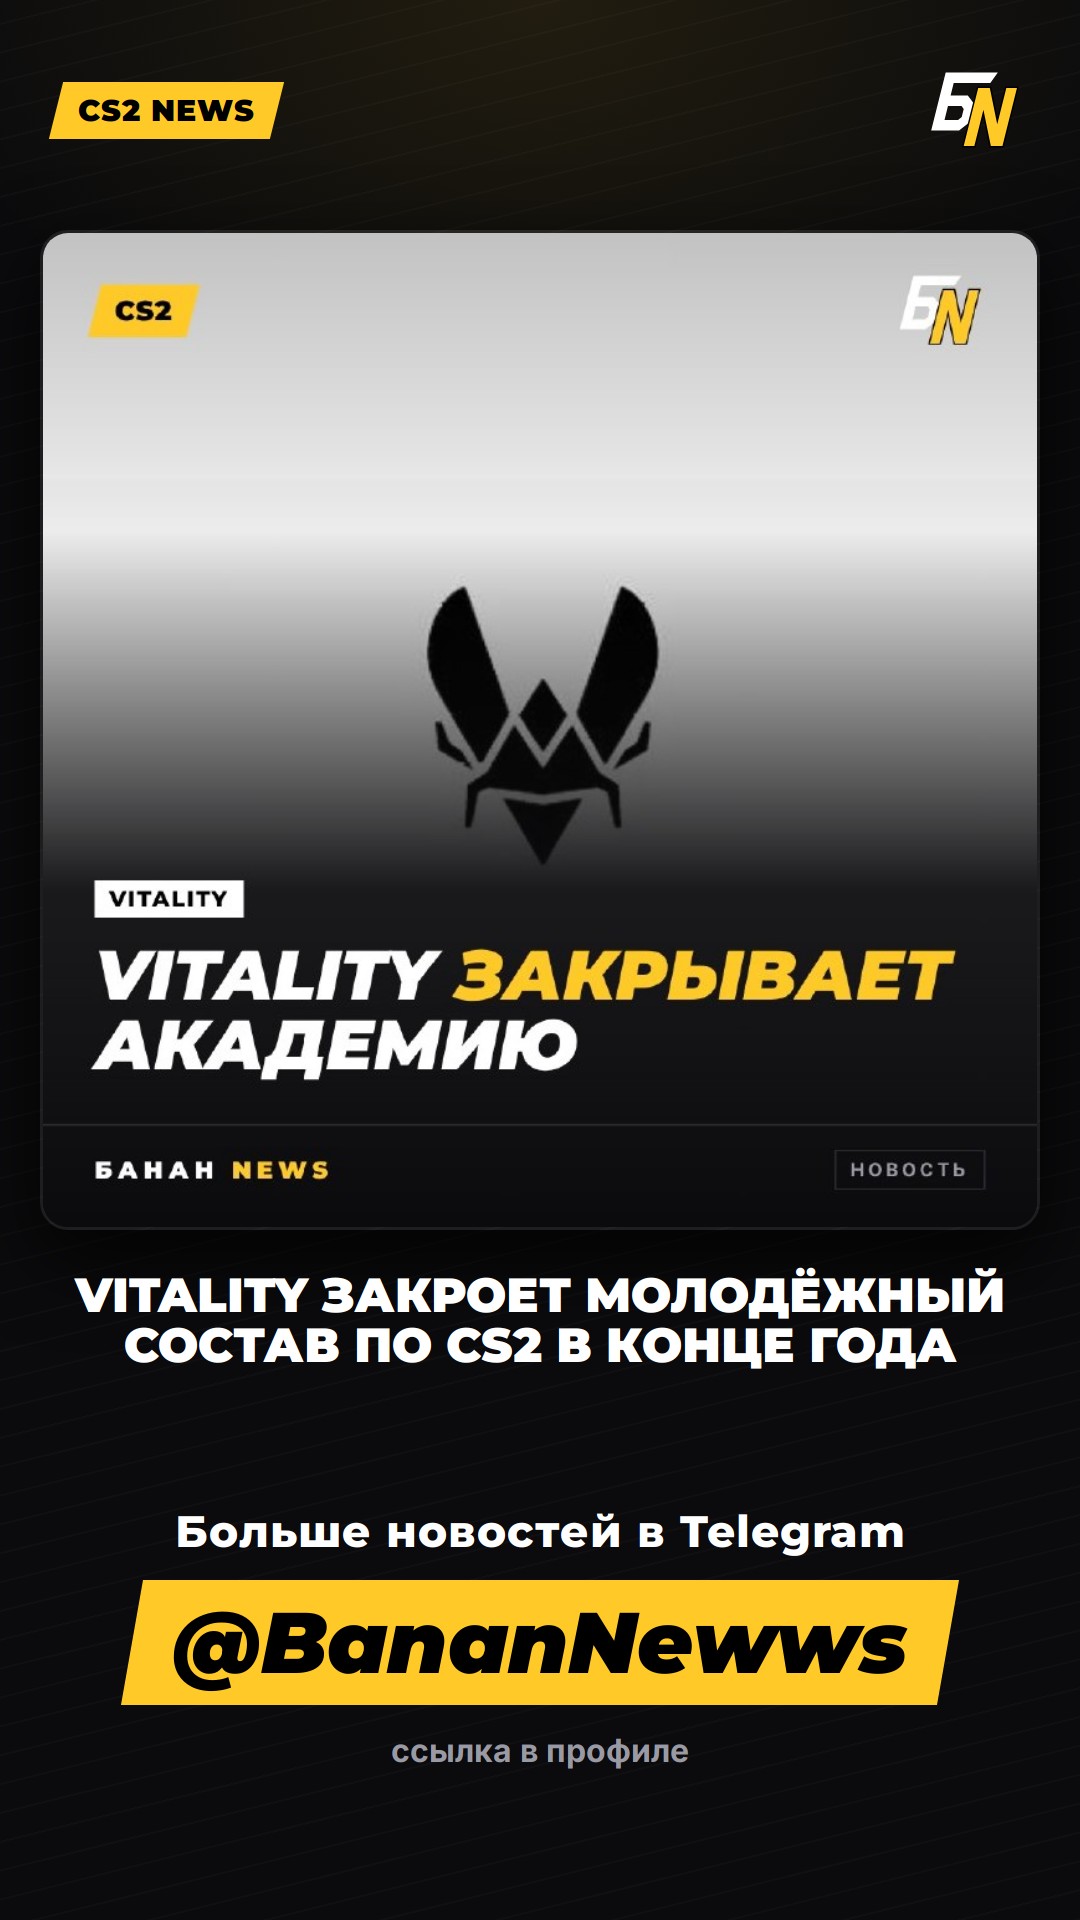 CS2 NEWS
БN
CS2
БN
VITALITY
VITALITY ЗАКРЫВАЕТ
АКАДЕМИЮ
БАНАН NEWS
НОВОСТЬ
VITALITY ЗАКРОЕТ МОЛОДЁЖНЫЙ
СОСТАВ ПО CS2 В КОНЦЕ ГОДА
Больше новостей в Telegram
@BananNewws
ссылка в профиле